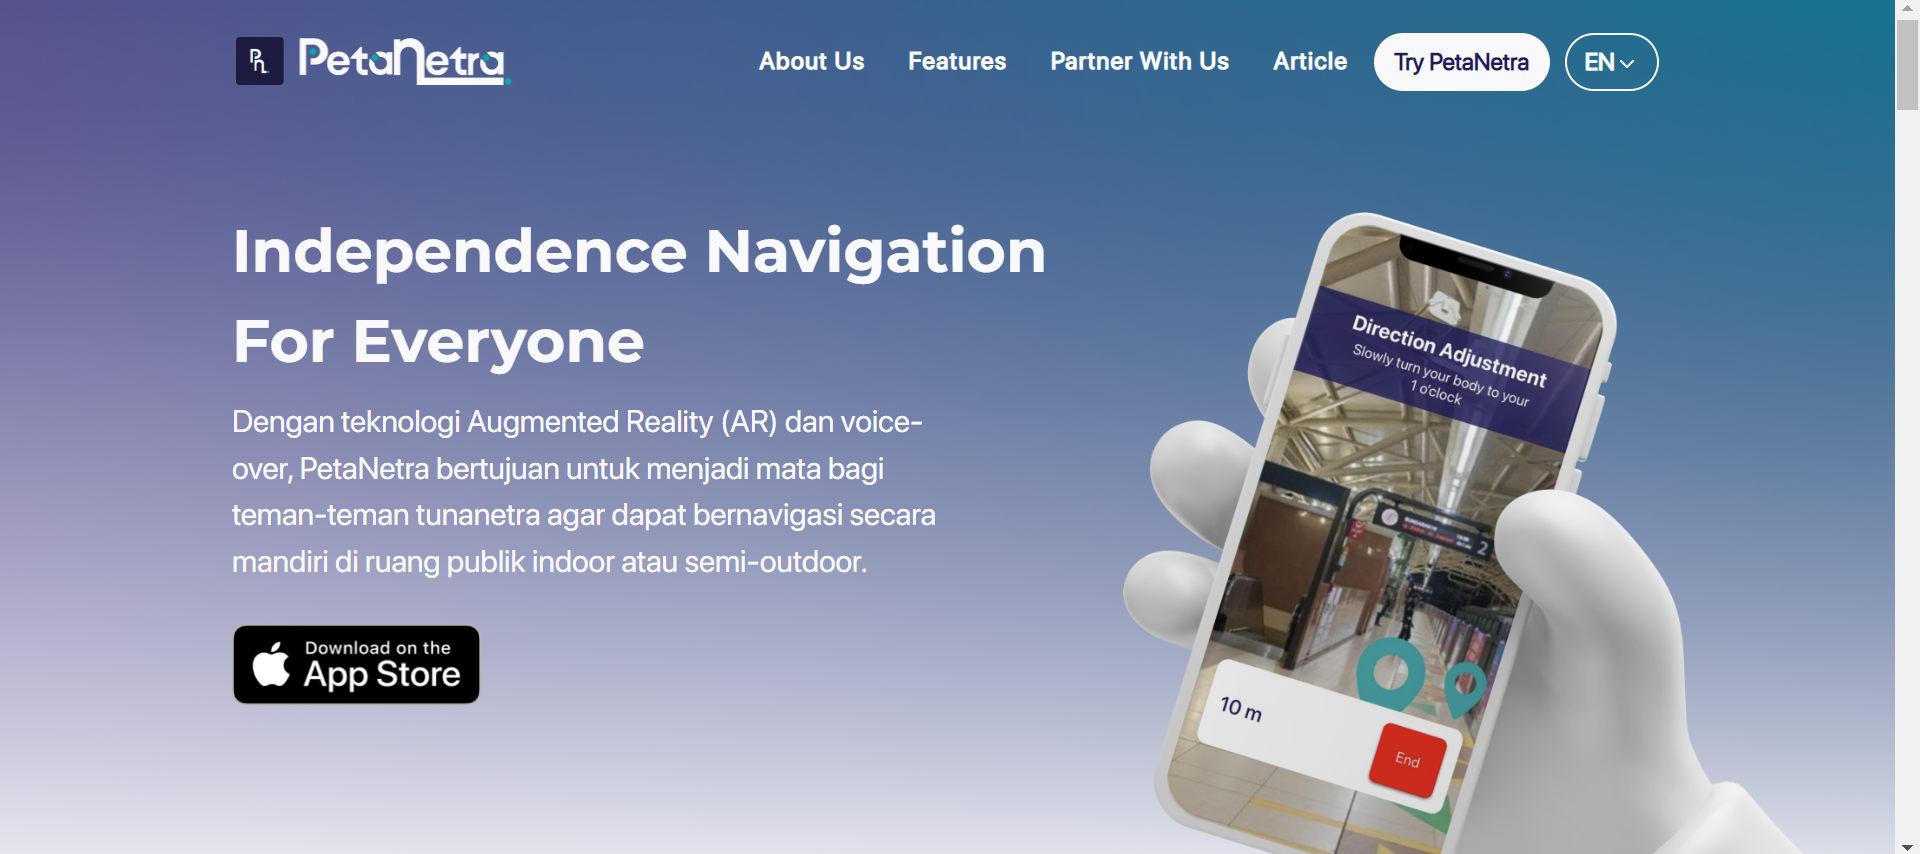 PetaNetra
About Us
Features
Partner With Us
Article
Try PetaNetra
EN
Independence Navigation
For Everyone
Dengan teknologi Augmented Reality (AR) dan voice-
over, PetaNetra bertujuan untuk menjadi mata bagi
teman-teman tunanetra agar dapat bernavigasi secara
mandiri di ruang publik indoor atau semi-outdoor.
Download on the
App Store
Direction Adjustment
Slowly turn your body to your
1 o'clock
2
10 m
End